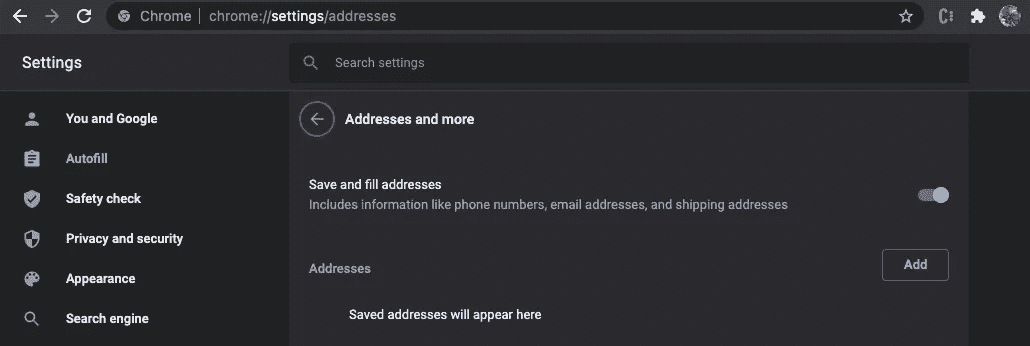 Chrome | chrome://settings/addresses
Settings
Search settings
You and Google
Autofill
Safety check
Privacy and security
Appearance
Search engine
Addresses and more
Save and fill addresses
Includes information like phone numbers, email addresses, and shipping addresses
Addresses
Add
Saved addresses will appear here